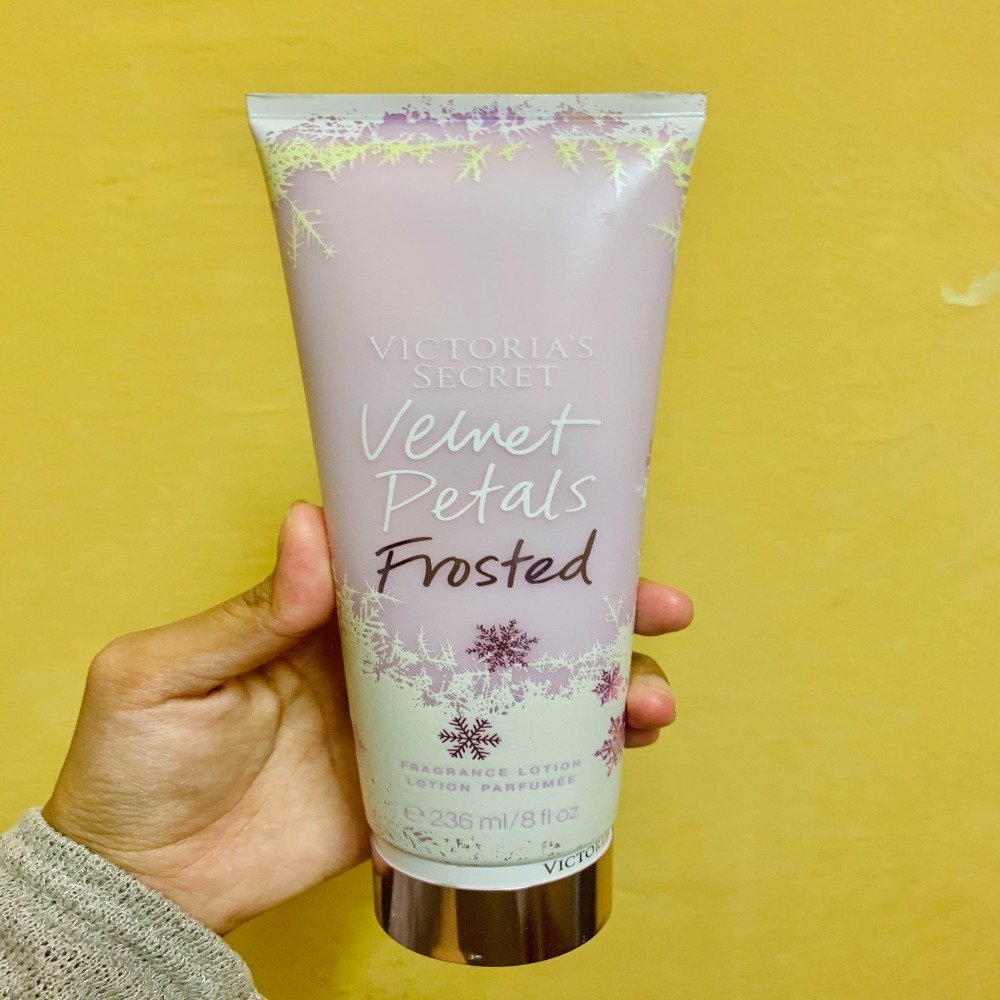 VICTORIA'S
SECRET
Velvet
Petals
Frosted
FRAGRANCE LOTION
LOTION PARFUMÉE
℮ 236 ml/8 fl oz